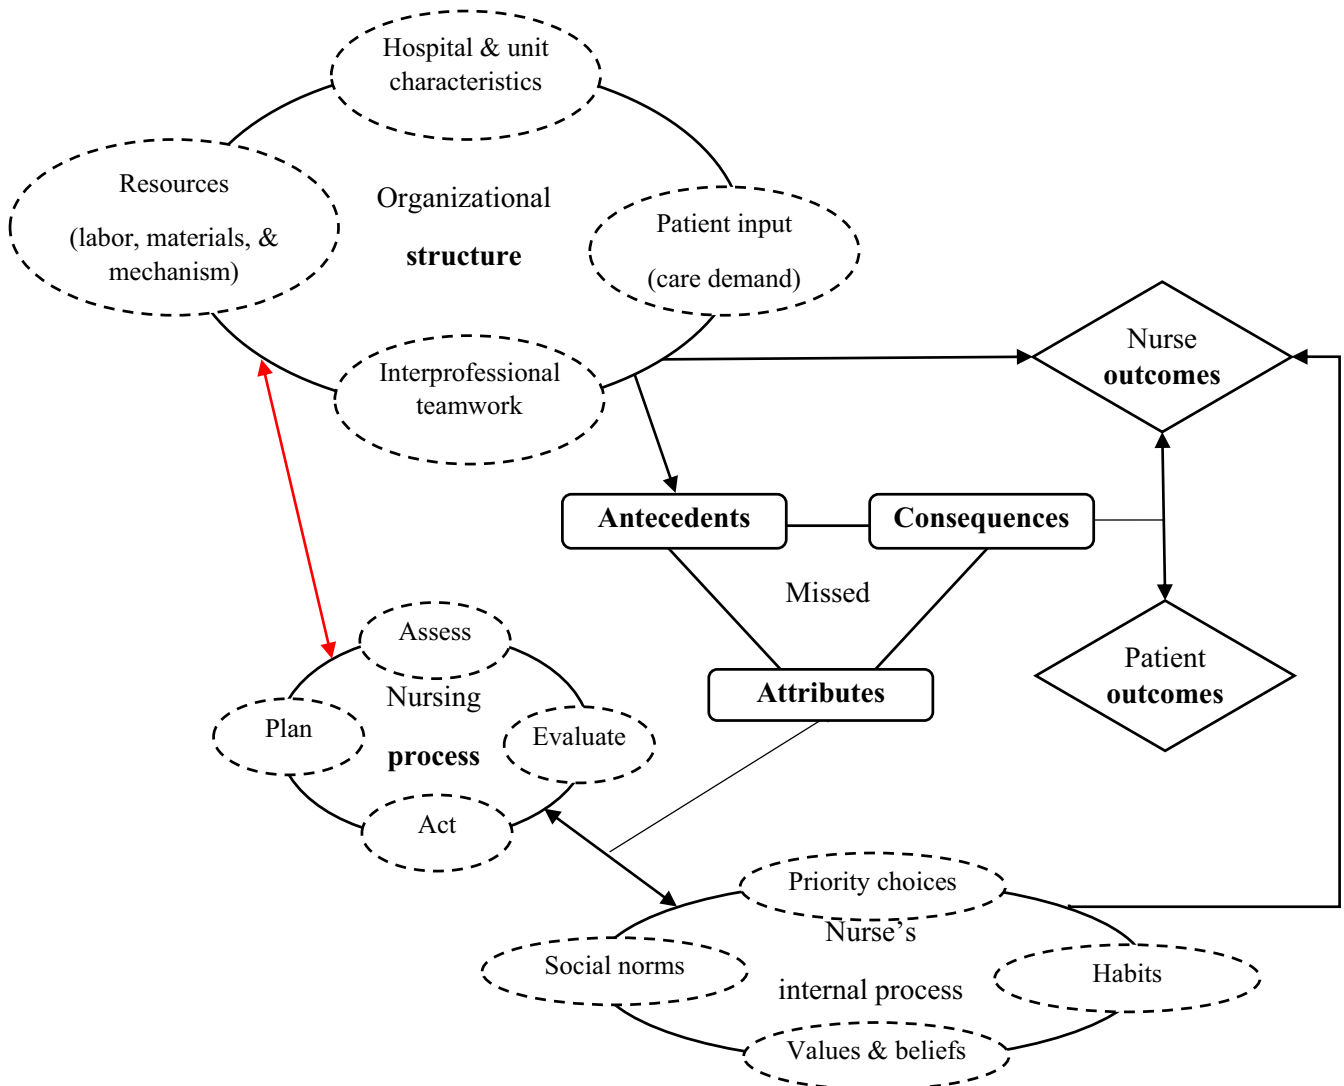 Hospital & unit
characteristics
Resources
(labor, materials, &
mechanism)
Organizational
structure
Patient input
(care demand)
Interprofessional
teamwork
Nurse
outcomes
Antecedents
Consequences
Missed
Attributes
Patient
outcomes
Assess
Nursing
Plan
process
Evaluate
Act
Priority choices
Nurse’s
Social norms
internal process
Habits
Values & beliefs